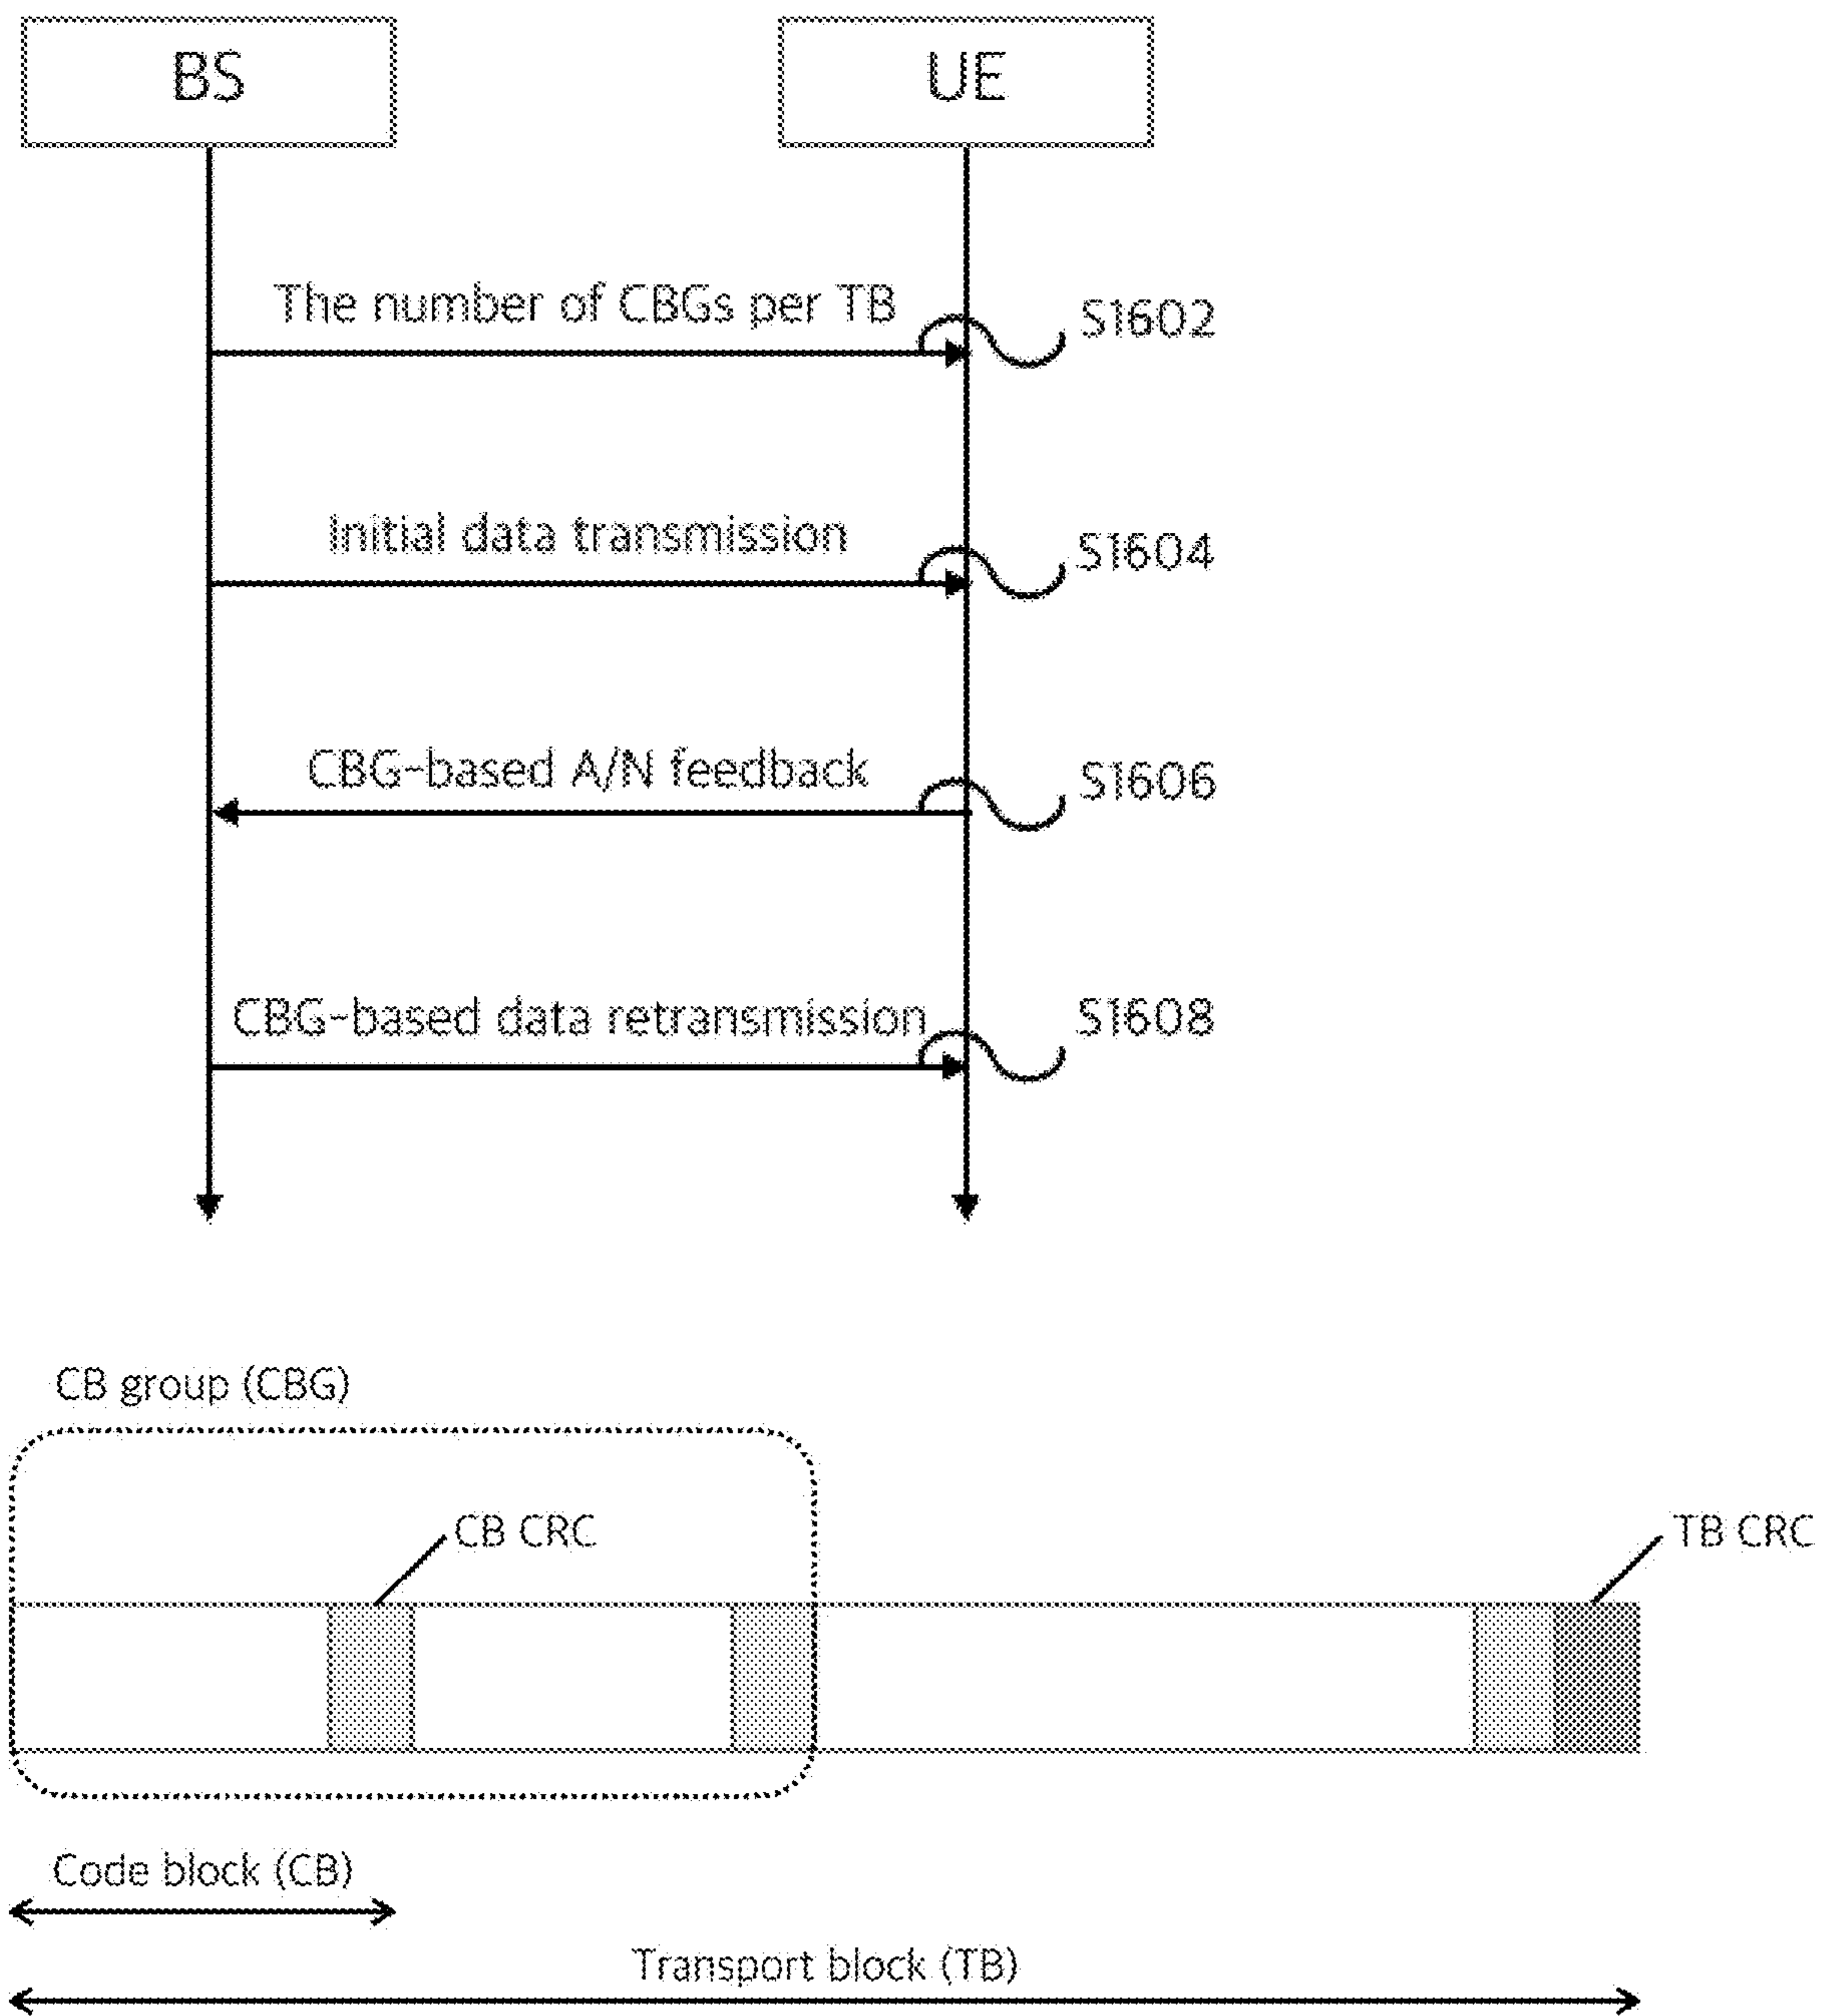 BS
UE
The number of CBGs per TB
S1602
Initial data transmission
S1604
CBG-based A/N feedback
S1606
CBG-based data retransmission
S1608
CB group (CBG)
CB CRC
TB CRC
Code block (CB)
Transport block (TB)